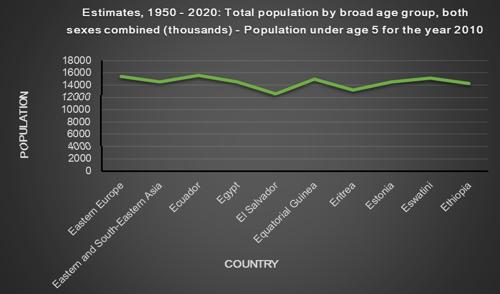 Estimates, 1950 - 2020: Total population by broad age group, both
sexes combined (thousands) - Population under age 5 for the year 2010
POPULATION
18000
16000
14000
12000
10000
8000
6000
4000
2000
0
Eastern Europe
Eastern and South-Eastern Asia
Ecuador
Egypt
El Salvador
Equatorial Guinea
Eritrea
Estonia
Eswatini
Ethiopia
COUNTRY